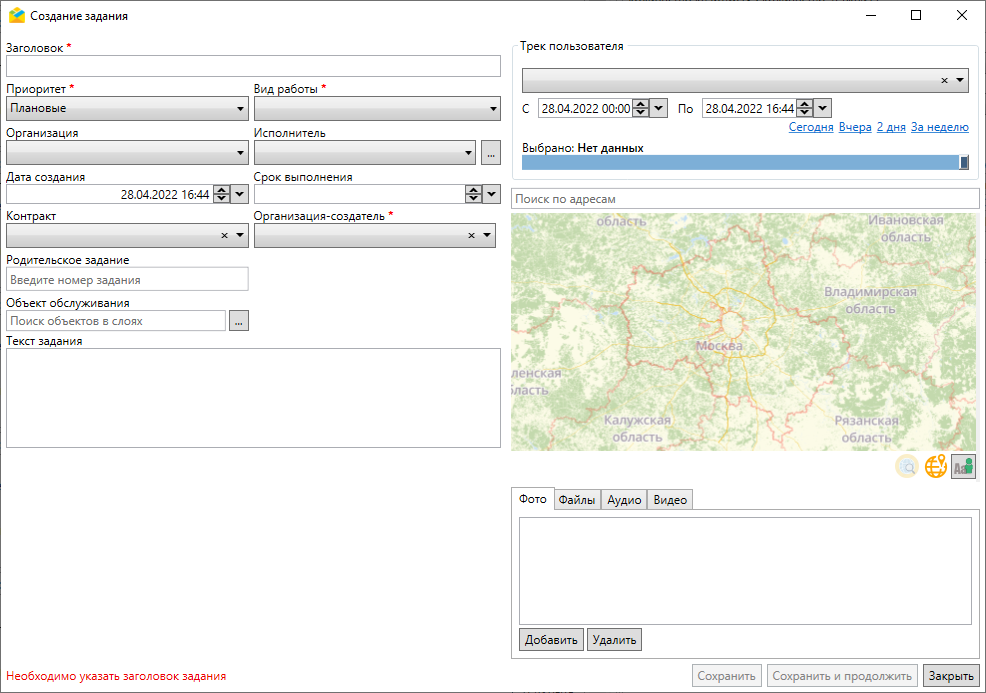 Создание задания
Заголовок *
Приоритет *
Вид работы *
Плановые
Организация
Исполнитель
...
Дата создания
Срок выполнения
28.04.2022 16:44
Контракт
Организация-создатель *
Родительское задание
Введите номер задания
Объект обслуживания
Поиск объектов в слоях
...
Текст задания
Необходимо указать заголовок задания
Трек пользователя
С 28.04.2022 00:00 По 28.04.2022 16:44
Сегодня Вчера 2 дня За неделю
Выбрано: Нет данных
Поиск по адресам
область
Ивановская
область
Владимирская
область
Москва
ленская
бласть
Калужская
область
Рязанская
область
Фото Файлы Аудио Видео
Добавить Удалить
Сохранить Сохранить и продолжить Закрыть